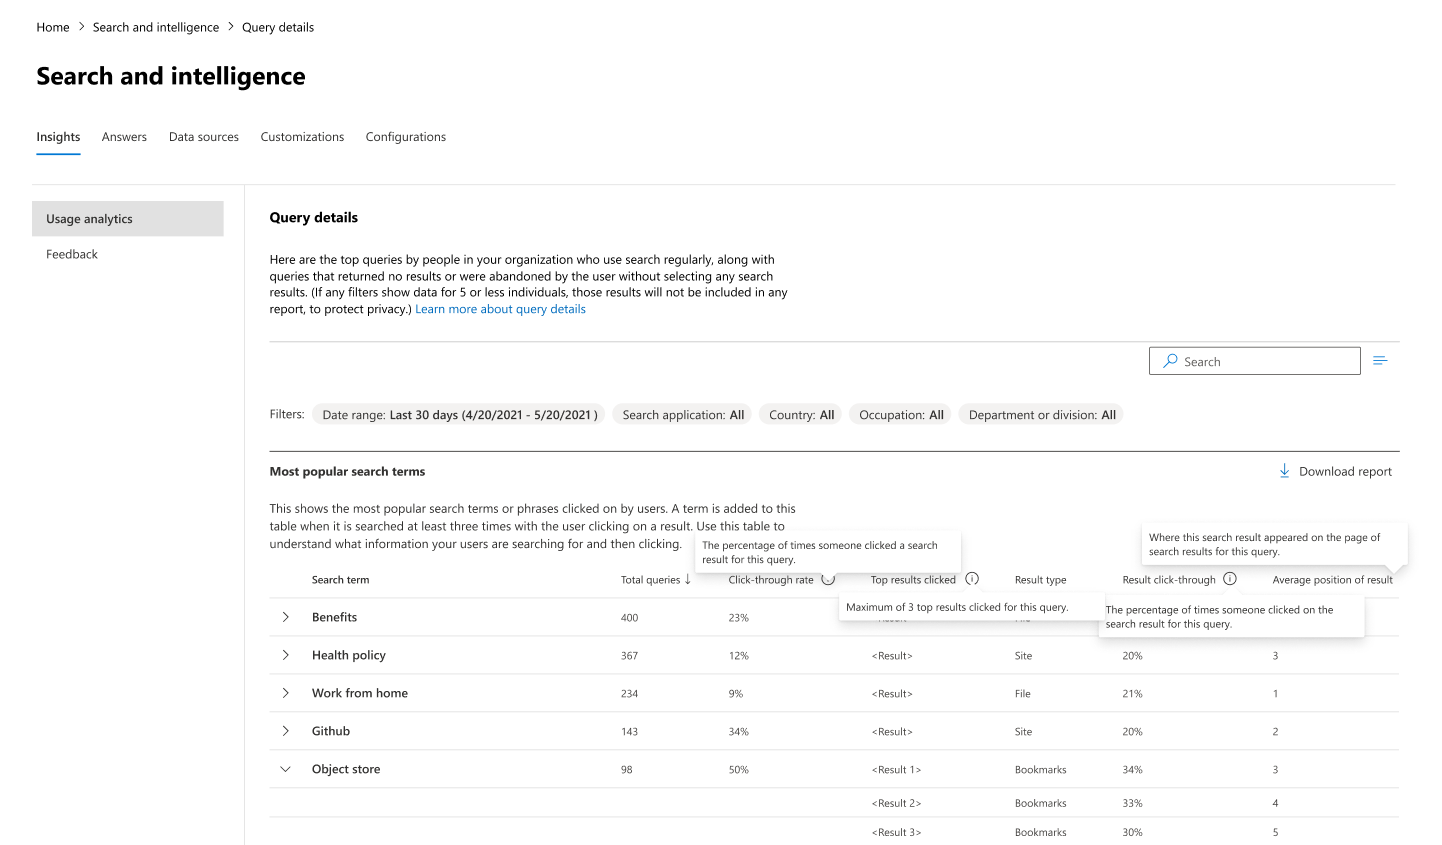 Home > Search and intelligence > Query details
Search and intelligence
Insights Answers Data sources Customizations Configurations
Usage analytics
Feedback
Query details
Here are the top queries by people in your organization who use search regularly, along with
queries that returned no results or were abandoned by the user without selecting any search
results. (If any filters show data for 5 or less individuals, those results will not be included in any
report, to protect privacy.) Learn more about query details
Search
Filters: Date range: Last 30 days (4/20/2021 - 5/20/2021 ) Search application: All Country: All Occupation: All Department or division: All
Most popular search terms
Download report
This shows the most popular search terms or phrases clicked on by users. A term is added to this
table when it is searched at least three times with the user clicking on a result. Use this table to
understand what information your users are searching for and then clicking.
The percentage of times someone clicked a search
result for this query.
Where this search result appeared on the page of
search results for this query.
Search term Total queries ↓ Click-through rate Top results clicked Result type Result click-through Average position of result
Maximum of 3 top results clicked for this query.
The percentage of times someone clicked on the
search result for this query.
Benefits 400 23%
Health policy 367 12% <Result> Site 20% 3
Work from home 234 9% <Result> File 21% 1
Github 143 34% <Result> Site 20% 2
Object store 98 50% <Result 1> Bookmarks 34% 3
<Result 2> Bookmarks 33% 4
<Result 3> Bookmarks 30% 5